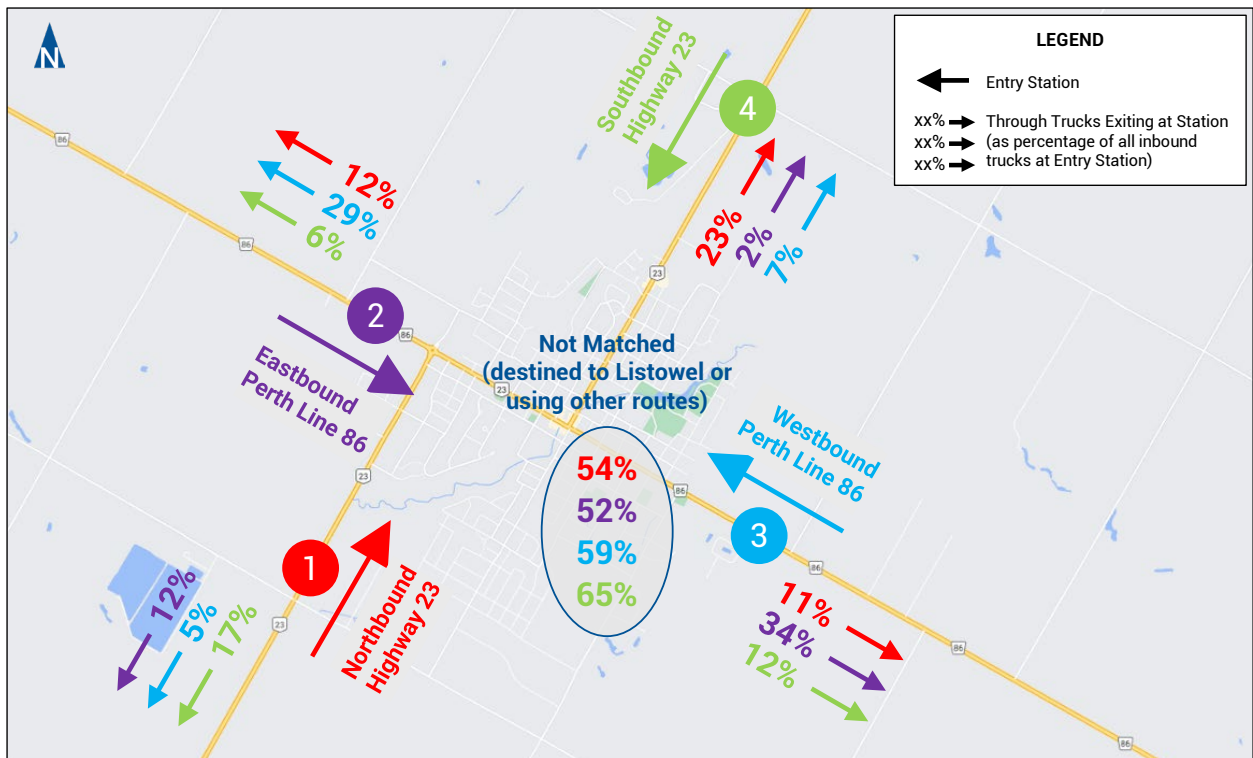 N
LEGEND
Entry Station
xx% Through Trucks Exiting at Station
xx% (as percentage of all inbound
xx% trucks at Entry Station)
Southbound
Highway 23
4
86
12%
29%
6%
86
23%
2%
7%
23
2
86
Eastbound
Perth Line 86
23
Not Matched
(destined to Listowel or
using other routes)
54%
52%
59%
65%
Westbound
Perth Line 86
86
3
86
23
1
Northbound
Highway 23
12%
5%
17%
23
11%
34%
12%
86
86